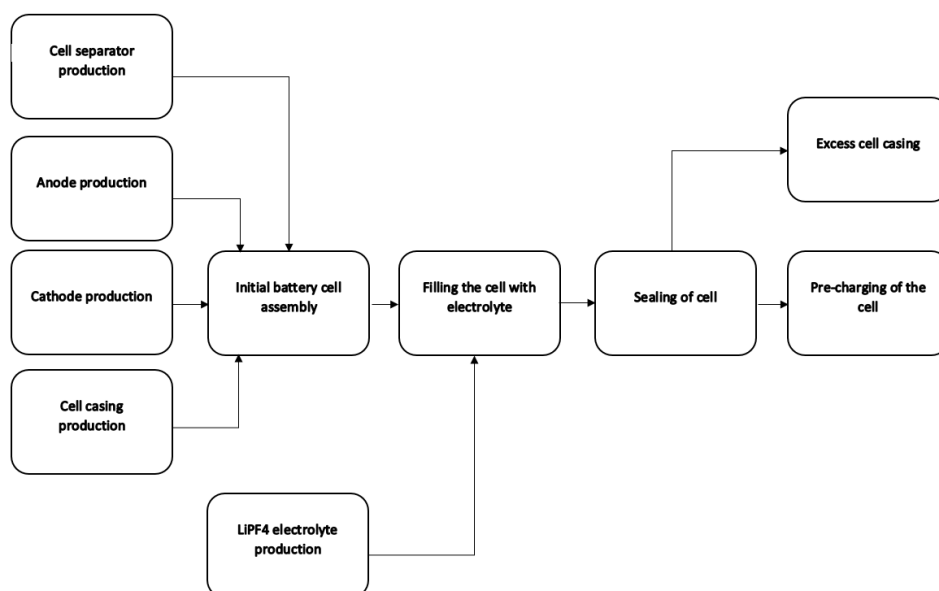 Cell separator
production
Anode production
Cathode production
Cell casing
production
Initial battery cell
assembly
Filling the cell with
electrolyte
LiPF4 electrolyte
production
Sealing of cell
Excess cell casing
Pre-charging of the
cell